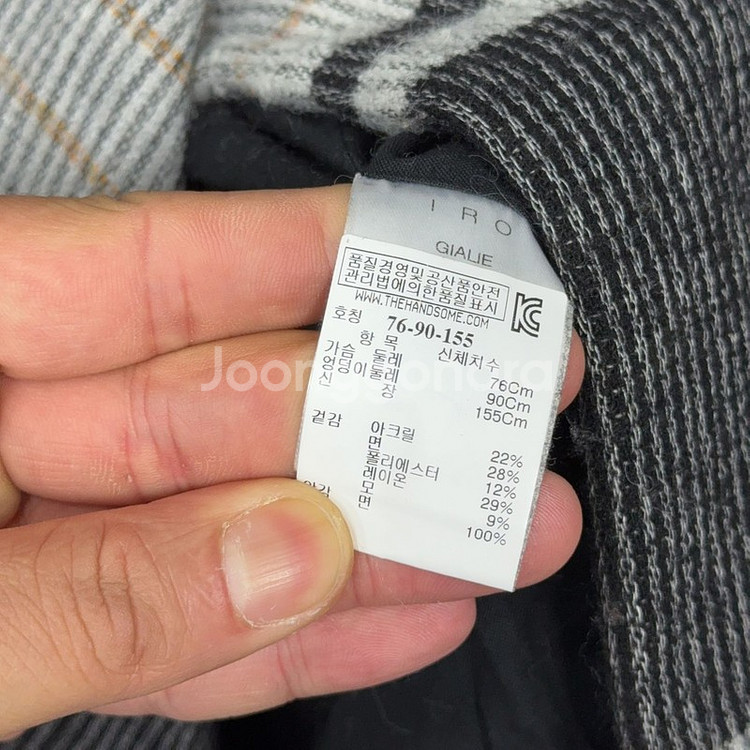 I R O
GIALIE
품질경영및공산품안전
관리법에의한품질표시
WWW.THEHANDSOME.COM
호칭 76-90-155
항 목 신체치수
가슴 둘레 76Cm
엉덩이둘레 90Cm
신 장 155Cm
겉감 아크릴 22%
면 28%
폴리에스터 12%
레이온 29%
모 9%
안감 면 100%
Joonggonara